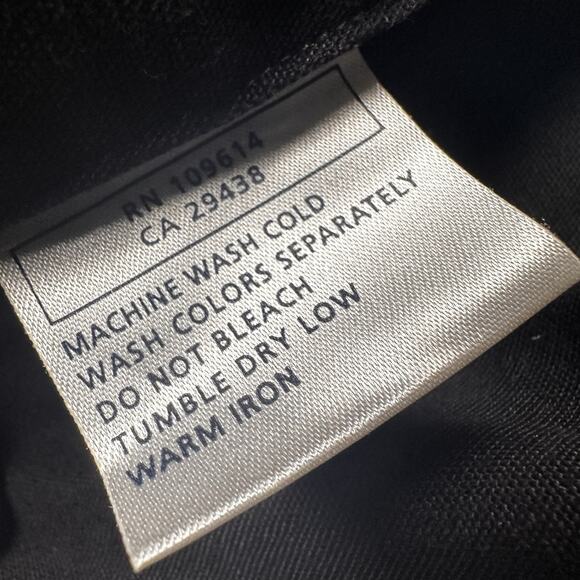 RN 109614
CA 29438
MACHINE WASH COLD
WASH COLORS SEPARATELY
DO NOT BLEACH
TUMBLE DRY LOW
WARM IRON